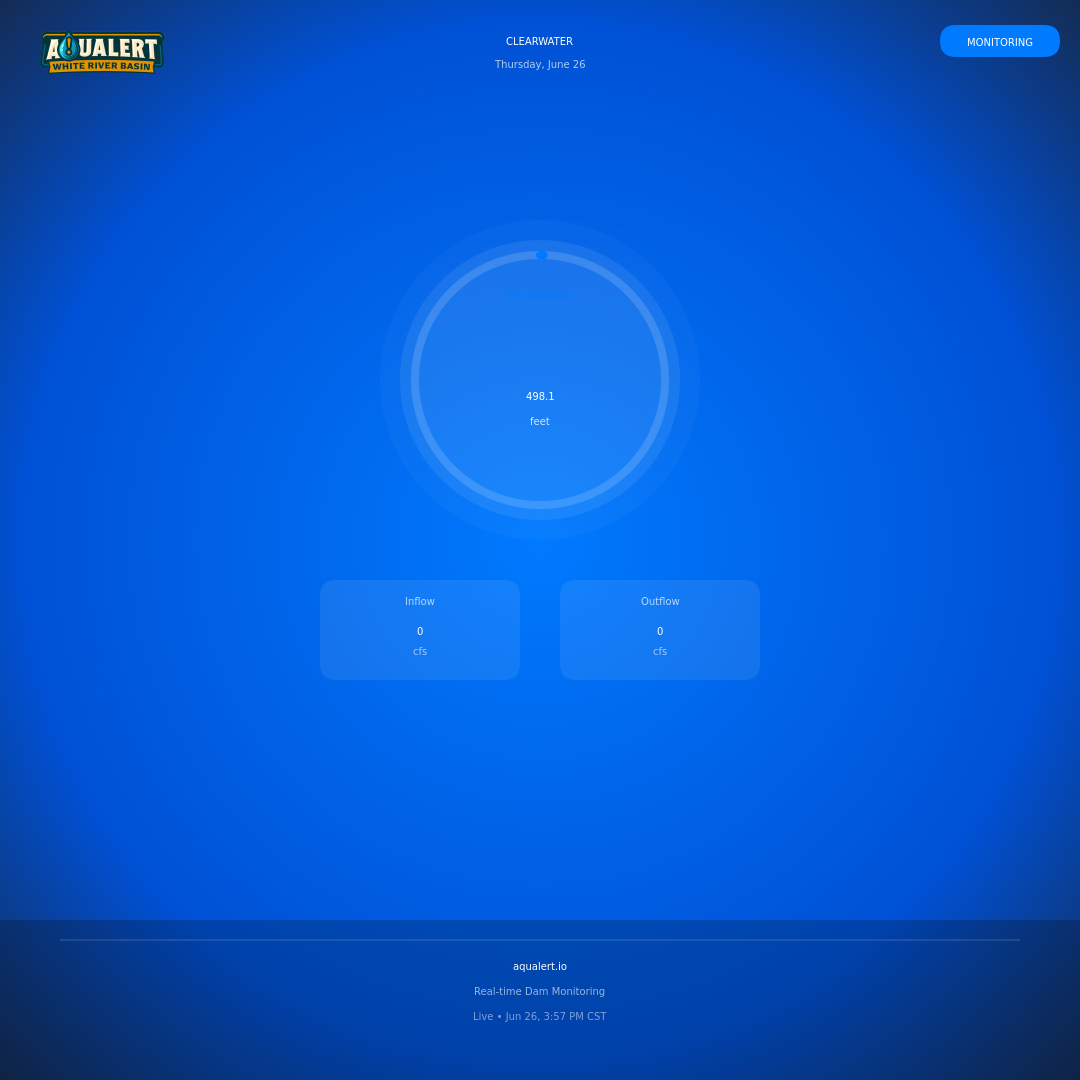 AQUALERT
WHITE RIVER BASIN
CLEARWATER
Thursday, June 26
MONITORING
498.1
feet
Inflow
0
cfs
Outflow
0
cfs
aqualert.io
Real-time Dam Monitoring
Live • Jun 26, 3:57 PM CST